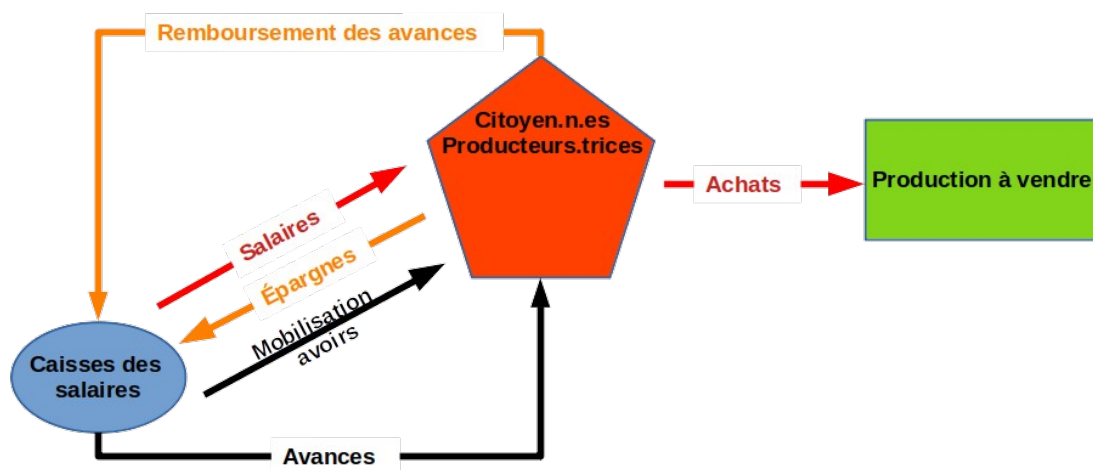 Remboursement des avances
Citoyen.n.es
Producteurs.trices
Achats
Production à vendre
Salaires
Épargnes
Mobilisation
avoirs
Caisses des
salaires
Avances